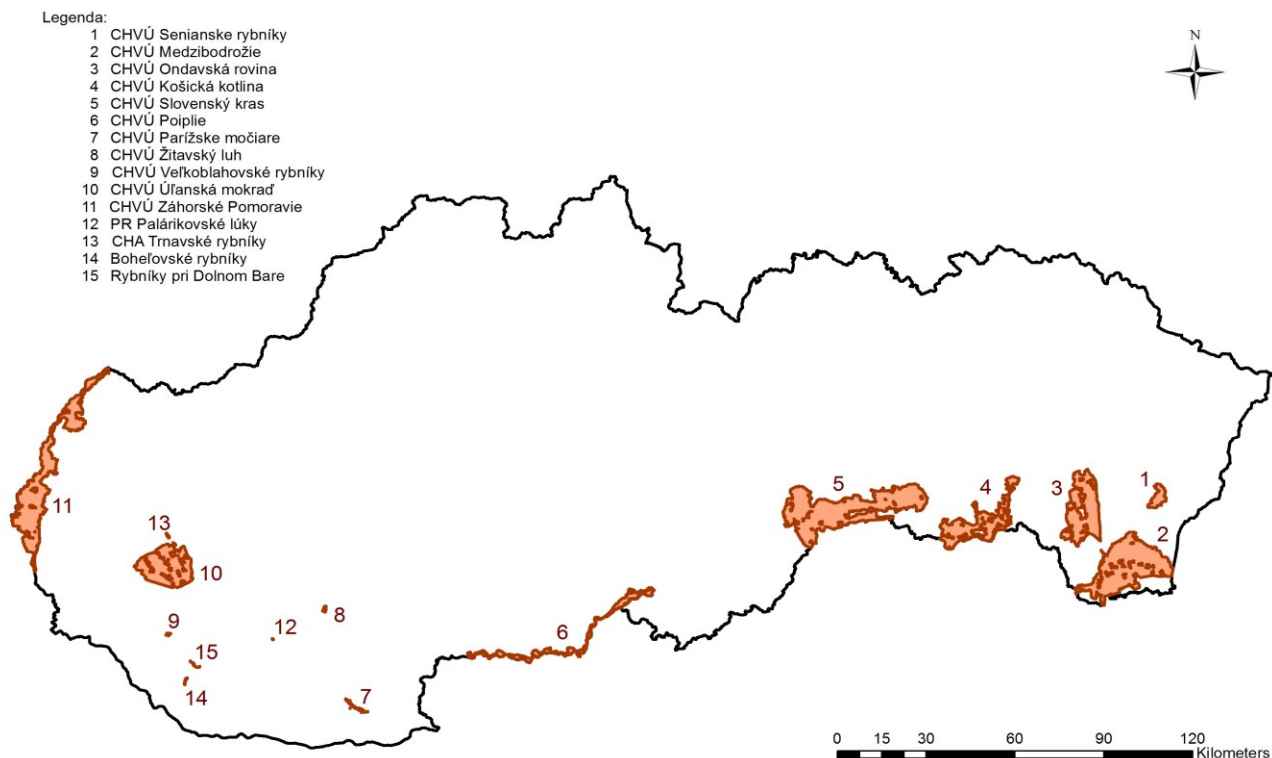 Legenda:
1 CHVÚ Senianske rybníky
2 CHVÚ Medzibodrožie
3 CHVÚ Ondavská rovina
4 CHVÚ Košická kotlina
5 CHVÚ Slovenský kras
6 CHVÚ Poiplie
7 CHVÚ Parížske močiare
8 CHVÚ Žitavský luh
9 CHVÚ Veľkoblahovské rybníky
10 CHVÚ Úľanská mokraď
11 CHVÚ Záhorské Pomoravie
12 PR Palárikovské lúky
13 CHA Trnavské rybníky
14 Boheľovské rybníky
15 Rybníky pri Dolnom Bare
N
5
4
3
1
11
13
2
10
8
9
12
6
15
14
7
0 15 30 60 90 120
Kilometers